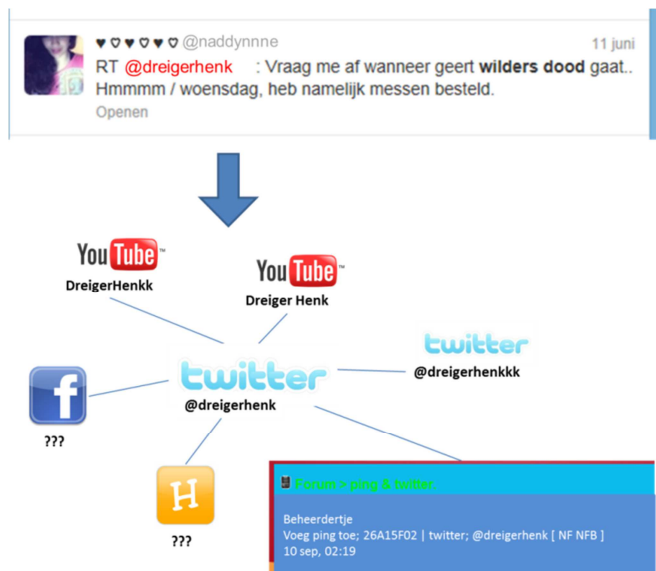 ♥ ♡ ♥ ♡ ♥ ♡ @naddynnne 11 juni
RT @dreigerhenk : Vraag me af wanneer geert wilders dood gaat..
Hmmmm / woensdag, heb namelijk messen besteld.
Openen
YouTube™
DreigerHenkk
YouTube™
Dreiger Henk
twitter
@dreigerhenkkk
twitter
@dreigerhenk
f
???
H
???
Forum > ping & twitter
Beheerdertje
Voeg ping toe; 26A15F02 | twitter; @dreigerhenk [ NF NFB ]
10 sep, 02:19